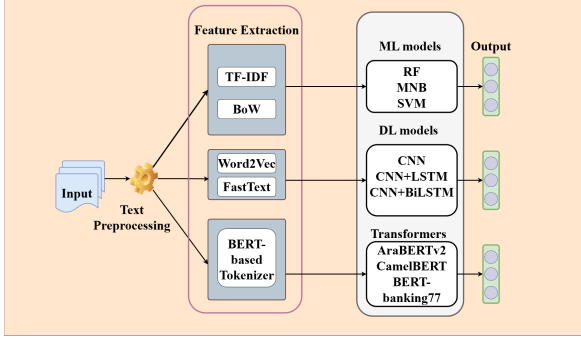 Feature Extraction
ML models
Output
TF-IDF
BoW
RF
MNB
SVM
Input
Text
Preprocessing
Word2Vec
FastText
DL models
CNN
CNN+LSTM
CNN+BiLSTM
BERT-
based
Tokenizer
Transformers
AraBERTv2
CamelBERT
BERT-
banking77